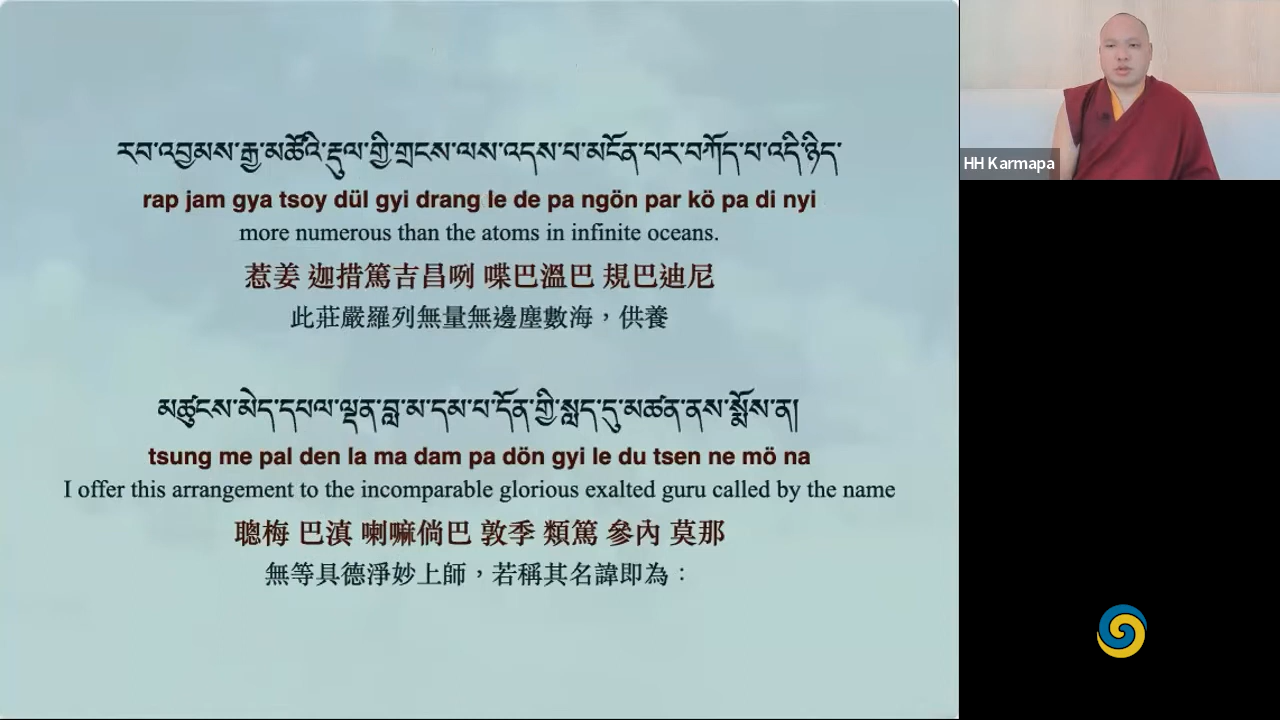 རབ་འབྱམས་རྒྱ་མཚོའི་རྡུལ་གྱི་གྲངས་ལས་འདས་པ་མངོན་པར་བཀོད་པ་འདི་ཉིད་
rap jam gya tsoy dül gyi drang le de pa ngön par kö pa di nyi
more numerous than the atoms in infinite oceans.
惹姜 迦措篤吉昌咧 喋巴溫巴 規巴迪尼
此莊嚴羅列無量無邊塵數海，供養
མཚུངས་མེད་དཔལ་ལྡན་བླ་མ་དམ་པ་དོན་གྱི་སླད་དུ་མཚན་ནས་སྨོས་ན།
tsung me pal den la ma dam pa dön gyi le du tsen ne mö na
I offer this arrangement to the incomparable glorious exalted guru called by the name
聰梅 巴滇 喇嘛倘巴 敦季 類篤 參內 莫那
無等具德淨妙上師，若稱其名諱即為：
HH Karmapa